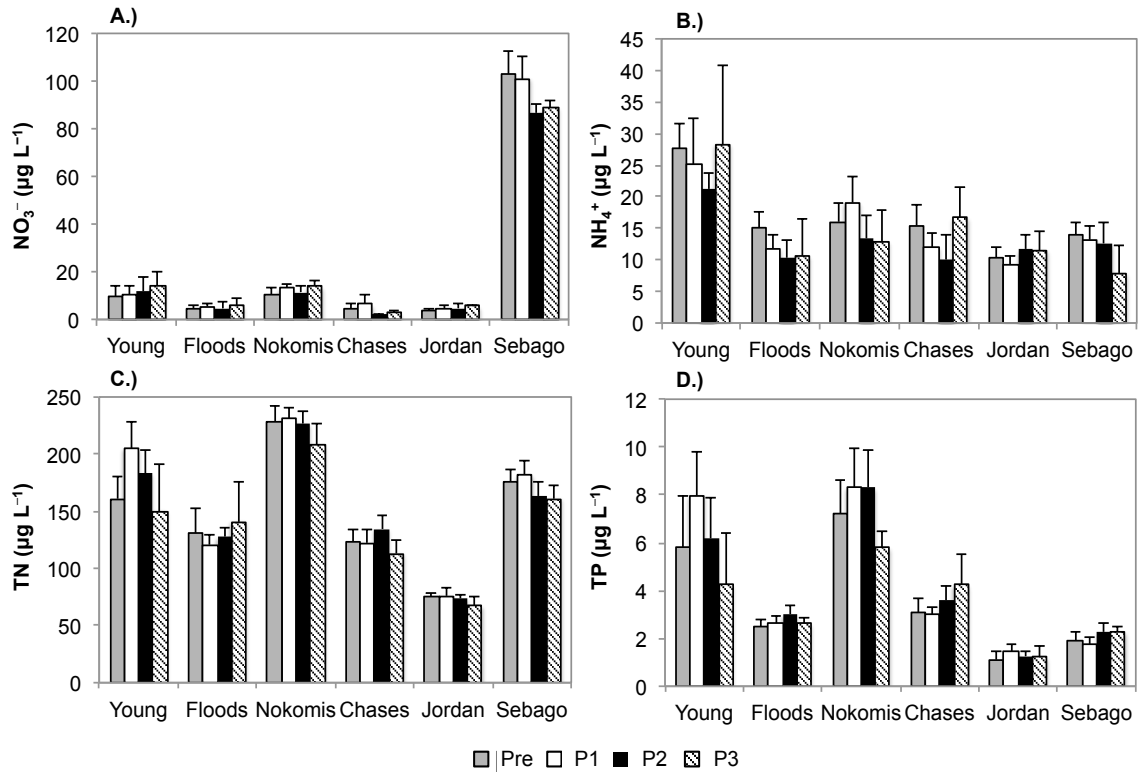 A.)
120
100
80
60
40
20
0
NO₃⁻ (µg L⁻¹)
Young Floods Nokomis Chases Jordan Sebago
B.)
45
40
35
30
25
20
15
10
5
0
NH₄⁺ (µg L⁻¹)
Young Floods Nokomis Chases Jordan Sebago
C.)
250
200
150
100
50
0
TN (µg L⁻¹)
Young Floods Nokomis Chases Jordan Sebago
D.)
12
10
8
6
4
2
0
TP (µg L⁻¹)
Young Floods Nokomis Chases Jordan Sebago
Pre P1 P2 P3